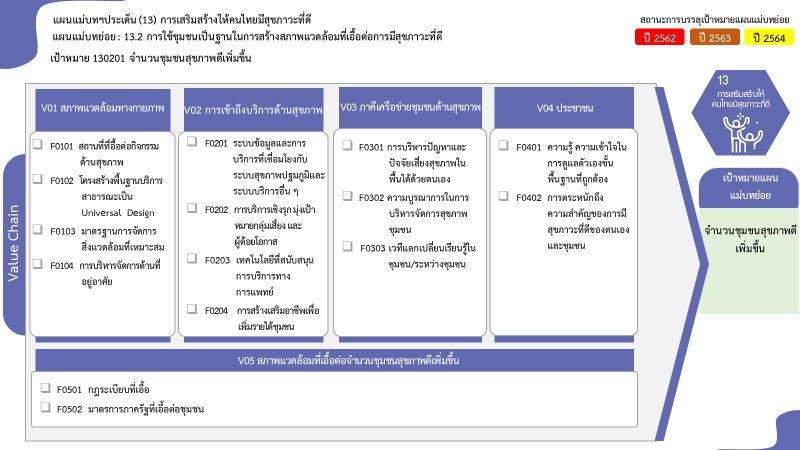 แผนแม่บทฯประเด็น (13) การเสริมสร้างให้คนไทยมีสุขภาวะที่ดี
แผนแม่บทย่อย : 13.2 การใช้ชุมชนเป็นฐานในการสร้างสภาพแวดล้อมที่เอื้อต่อการมีสุขภาวะที่ดี
เป้าหมาย 130201 จำนวนชุมชนสุขภาพดีเพิ่มขึ้น
สถานะการบรรลุเป้าหมายแผนแม่บทย่อย
ปี 2562
ปี 2563
ปี 2564
Value Chain
V01 สภาพแวดล้อมทางกายภาพ
F0101 สถานที่ที่เอื้อต่อกิจกรรม
ด้านสุขภาพ
F0102 โครงสร้างพื้นฐานบริการ
สาธารณะเป็น
Universal Design
F0103 มาตรฐานการจัดการ
สิ่งแวดล้อมที่เหมาะสม
F0104 การบริหารจัดการด้านที่
อยู่อาศัย
V02 การเข้าถึงบริการด้านสุขภาพ
F0201 ระบบข้อมูลและการ
บริการที่เชื่อมโยงกับ
ระบบสุขภาพปฐมภูมิและ
ระบบบริการอื่น ๆ
F0202 การบริการเชิงรุก มุ่งเป้า
หมายกลุ่มเสี่ยง และ
ผู้ด้อยโอกาส
F0203 เทคโนโลยีที่สนับสนุน
การบริการทาง
การแพทย์
F0204 การสร้างเสริมอาชีพเพื่อ
เพิ่มรายได้ชุมชน
V03 ภาคีเครือข่ายชุมชนด้านสุขภาพ
F0301 การบริหารปัญหาและ
ปัจจัยเสี่ยงสุขภาพใน
พื้นได้ด้วยตนเอง
F0302 ความบูรณาการในการ
บริหารจัดการสุขภาพ
ชุมชน
F0303 เวทีแลกเปลี่ยนเรียนรู้ใน
ชุมชน/ระหว่างชุมชน
V04 ประชาชน
F0401 ความรู้ ความเข้าใจใน
การดูแลตัวเองขั้น
พื้นฐานที่ถูกต้อง
F0402 การตระหนักถึง
ความสำคัญของการมี
สุขภาวะที่ดีของตนเอง
และชุมชน
V05 สภาพแวดล้อมที่เอื้อต่อจำนวนชุมชนสุขภาพดีเพิ่มขึ้น
F0501 กฎระเบียบที่เอื้อ
F0502 มาตรการภาครัฐที่เอื้อต่อชุมชน
13
การเสริมสร้างให้
คนไทยมีสุขภาวะที่ดี
เป้าหมายแผน
แม่บทย่อย
จำนวนชุมชนสุขภาพดี
เพิ่มขึ้น